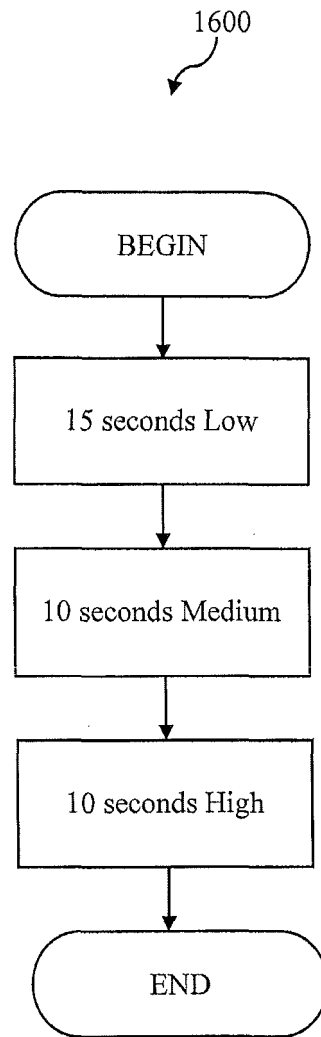 1600
BEGIN
15 seconds Low
10 seconds Medium
10 seconds High
END